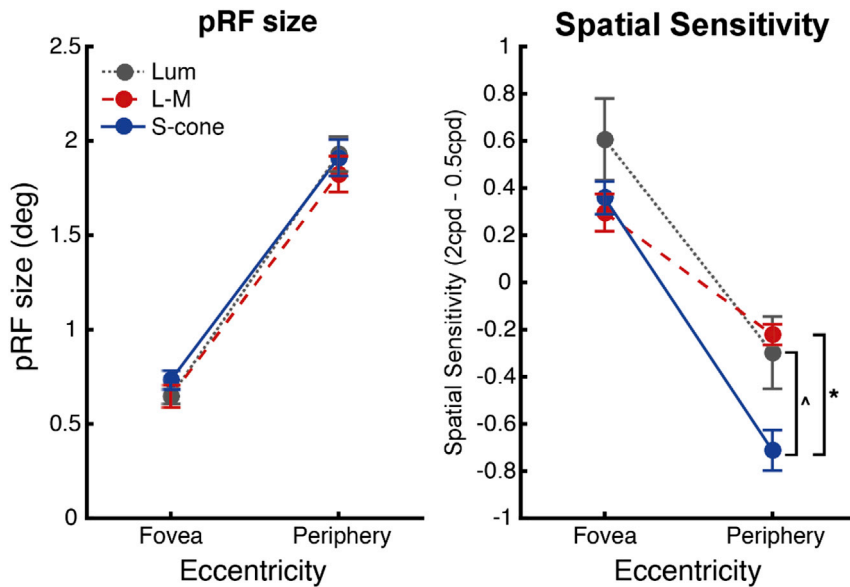 pRF size
2.5
2
1.5
1
0.5
0
pRF size (deg)
Lum
L-M
S-cone
Fovea
Periphery
Eccentricity
Spatial Sensitivity
1
0.8
0.6
0.4
0.2
0
-0.2
-0.4
-0.6
-0.8
-1
Spatial Sensitivity (2cpd - 0.5cpd)
^
*
Fovea
Periphery
Eccentricity